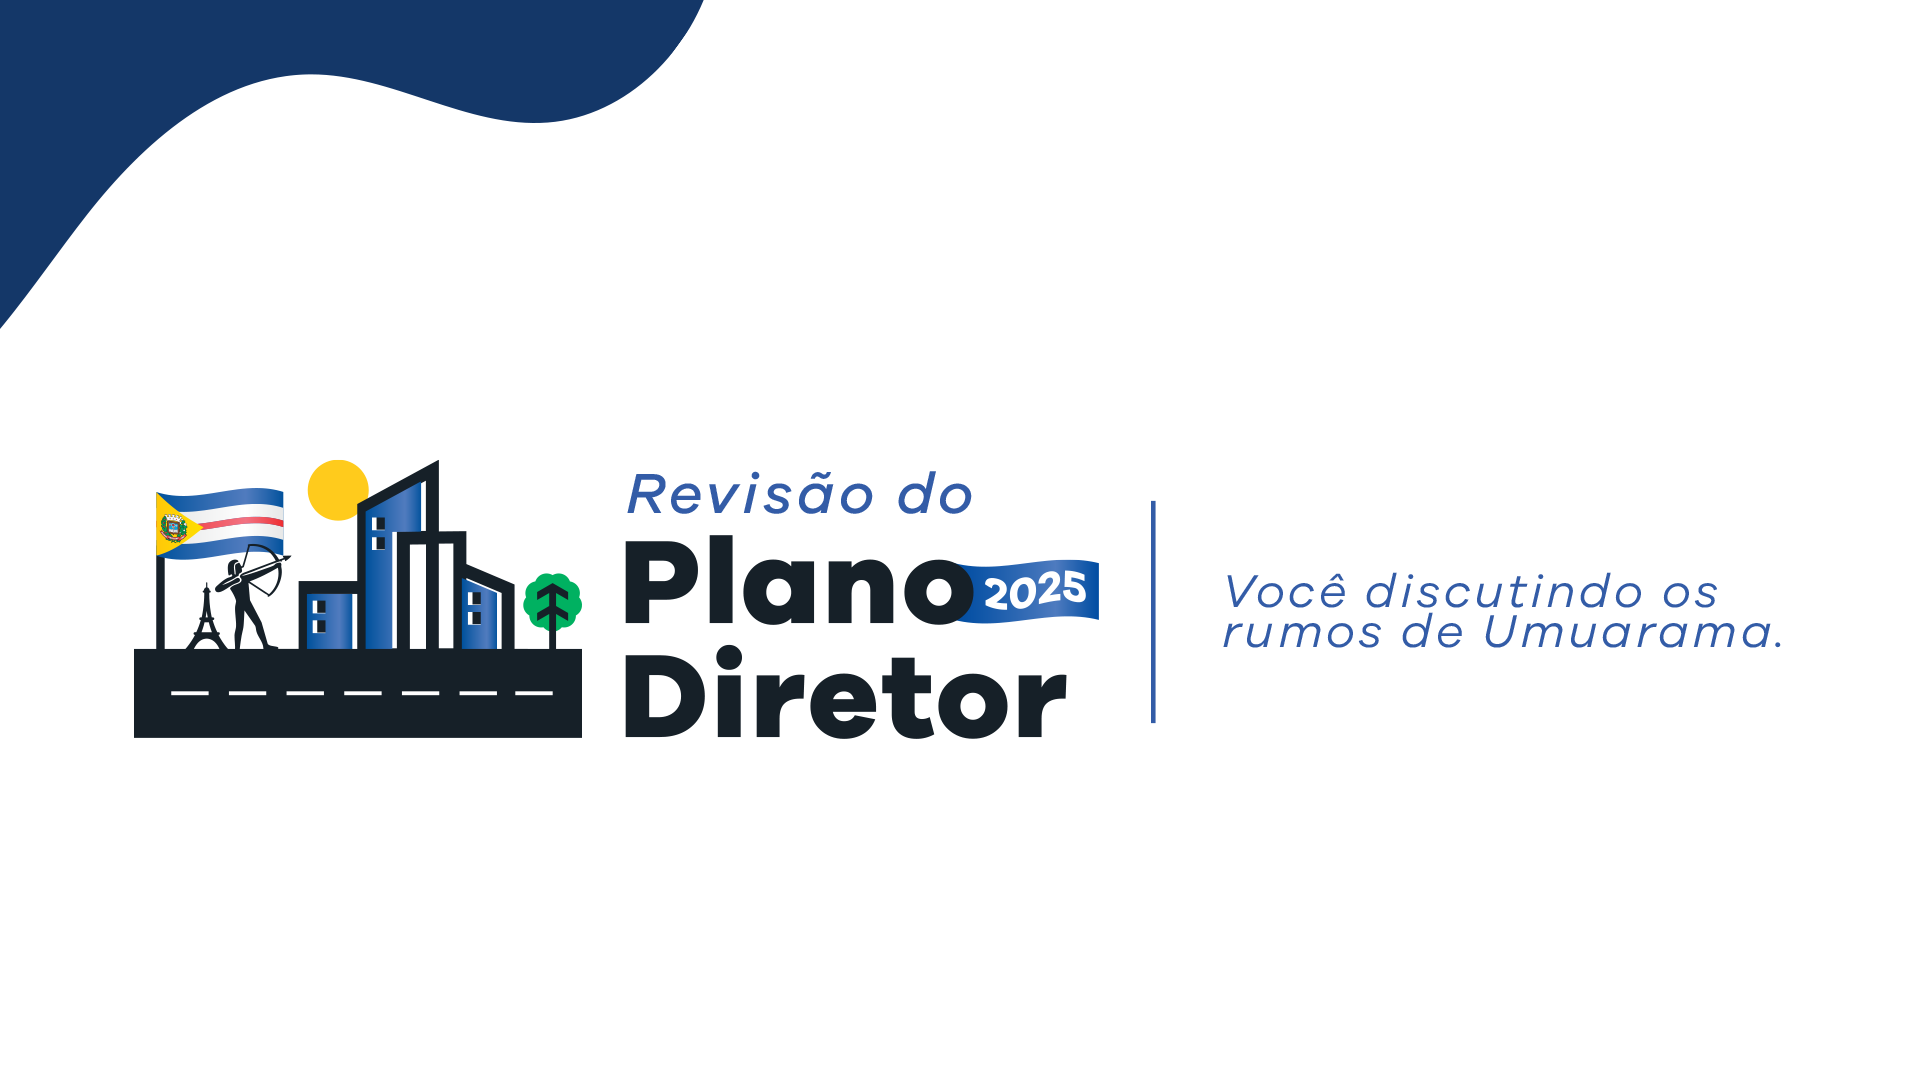 Revisão do
Plano
2025
Diretor
Você discutindo os
rumos de Umuarama.